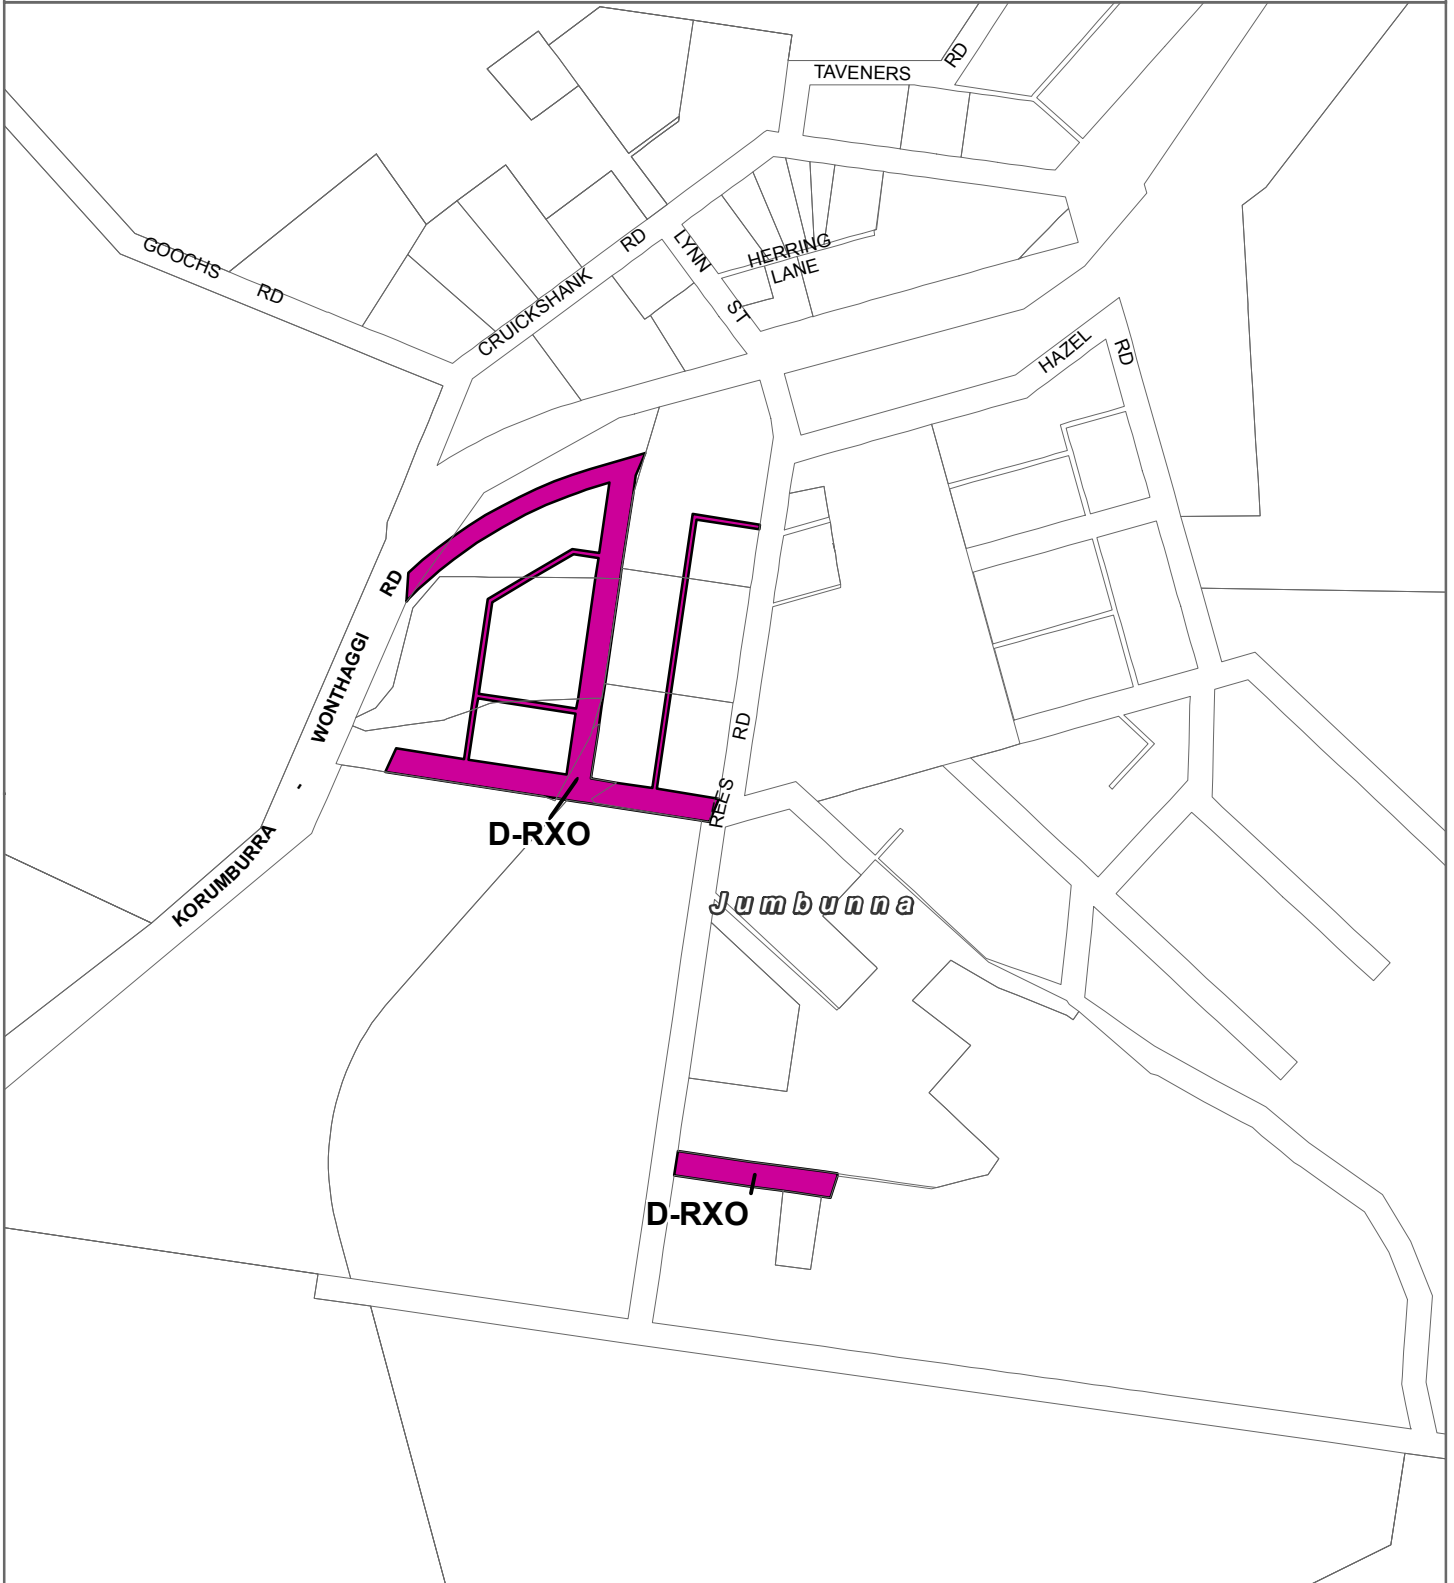 TAVENERS
RD
GOOCHS
RD
CRUICKSHANK
RD
LYNN
ST
HERRING
LANE
HAZEL
RD
KORUMBURRA
-
WONTHAGGI
RD
REES
RD
D-RXO
Jumbunna
D-RXO